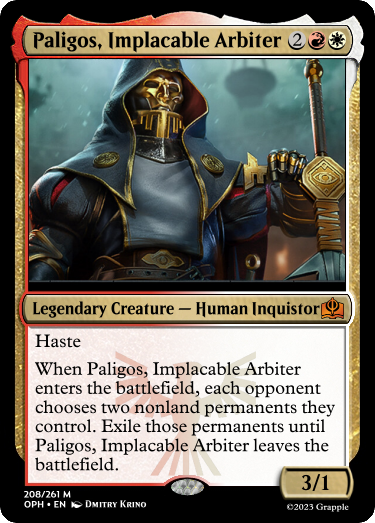 Paligos, Implacable Arbiter 2
Legendary Creature — Human Inquistor
Haste
When Paligos, Implacable Arbiter
enters the battlefield, each opponent
chooses two nonland permanents they
control. Exile those permanents until
Paligos, Implacable Arbiter leaves the
battlefield.
3/1
208/261 M
OPH • EN Dmitry Krino
©2023 Grapple